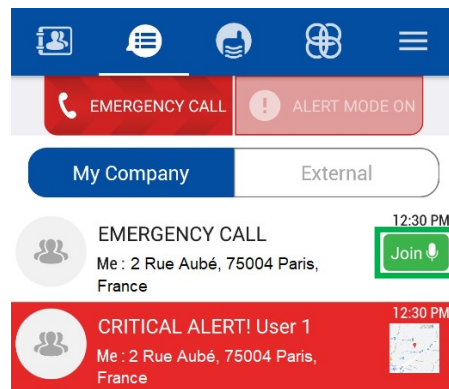 EMERGENCY CALL
ALERT MODE ON
My Company
External
12:30 PM
EMERGENCY CALL
Join
Me : 2 Rue Aubé, 75004 Paris,
France
12:30 PM
CRITICAL ALERT! User 1
Me : 2 Rue Aubé, 75004 Paris,
France